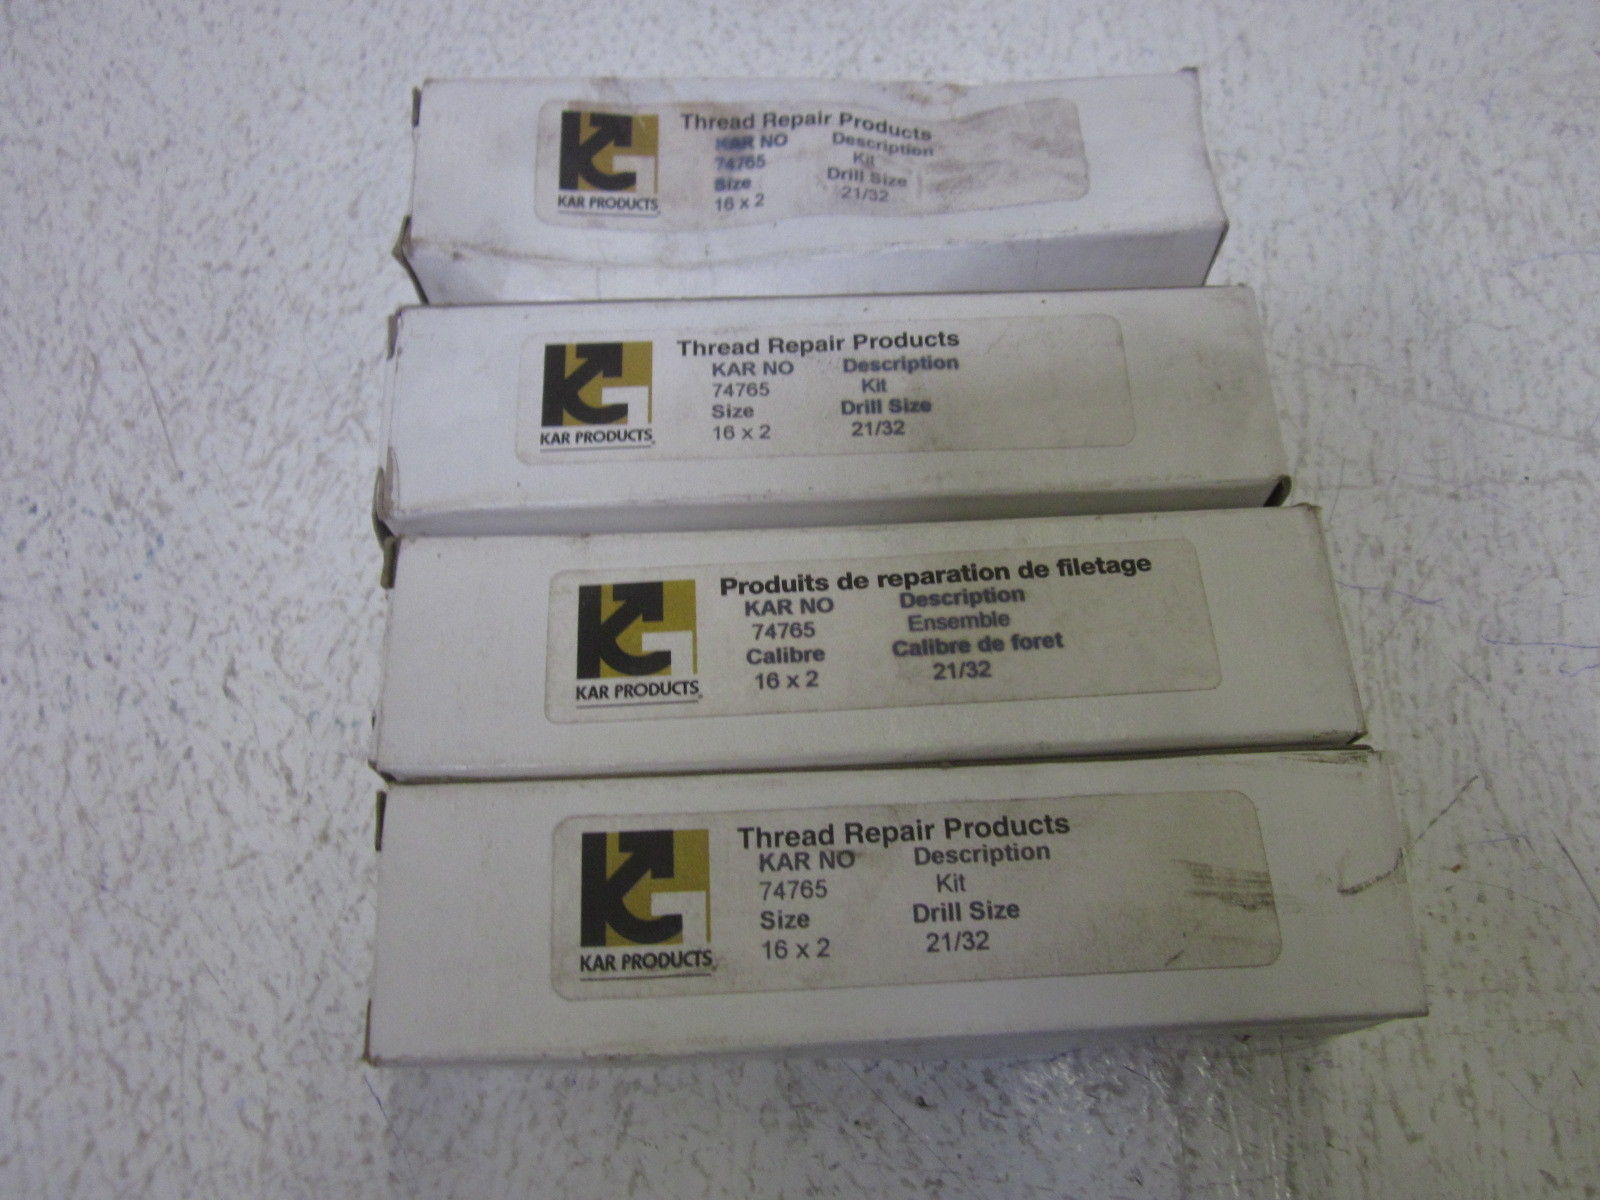 Thread Repair Products
KAR NO Description
74765 Kit
Size Drill Size
16 x 2 21/32
KAR PRODUCTS
Thread Repair Products
KAR NO Description
74765 Kit
Size Drill Size
16 x 2 21/32
KAR PRODUCTS
Produits de reparation de filetage
KAR NO Description
74765 Ensemble
Calibre Calibre de foret
16 x 2 21/32
KAR PRODUCTS
Thread Repair Products
KAR NO Description
74765 Kit
Size Drill Size
16 x 2 21/32
KAR PRODUCTS